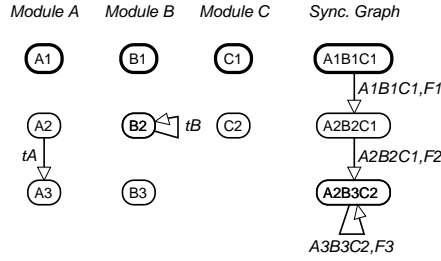 Module A Module B Module C Sync. Graph
A1 B1 C1 A1B1C1
A1B1C1,F1
A2 B2 tB C2 A2B2C1
tA A2B2C1,F2
A3 B3 A2B3C2
A3B3C2,F3